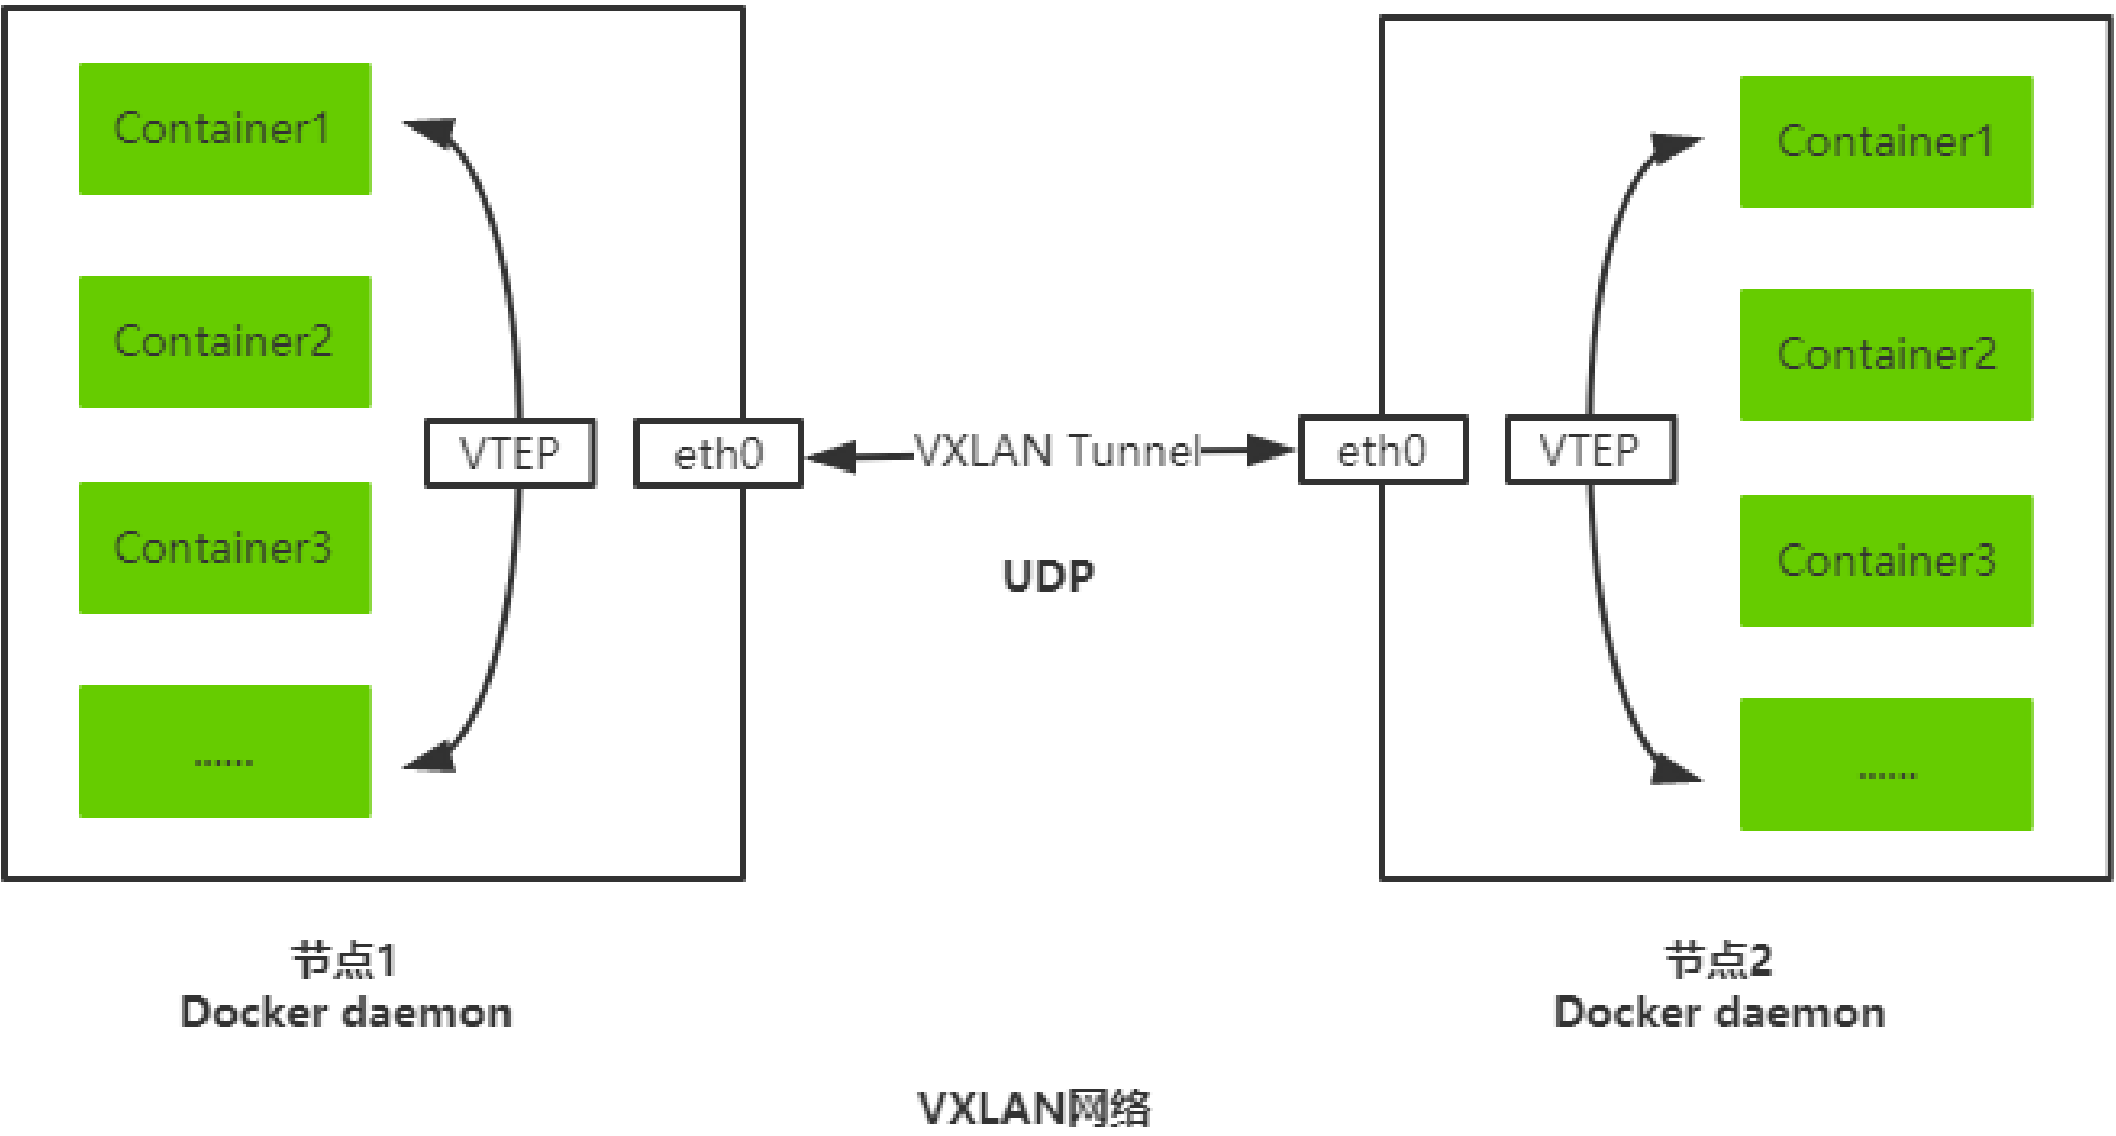 Container1
Container2
Container3
......
VTEP
eth0
VXLAN Tunnel
UDP
eth0
VTEP
Container1
Container2
Container3
......
节点1
Docker daemon
节点2
Docker daemon
VXLAN网络